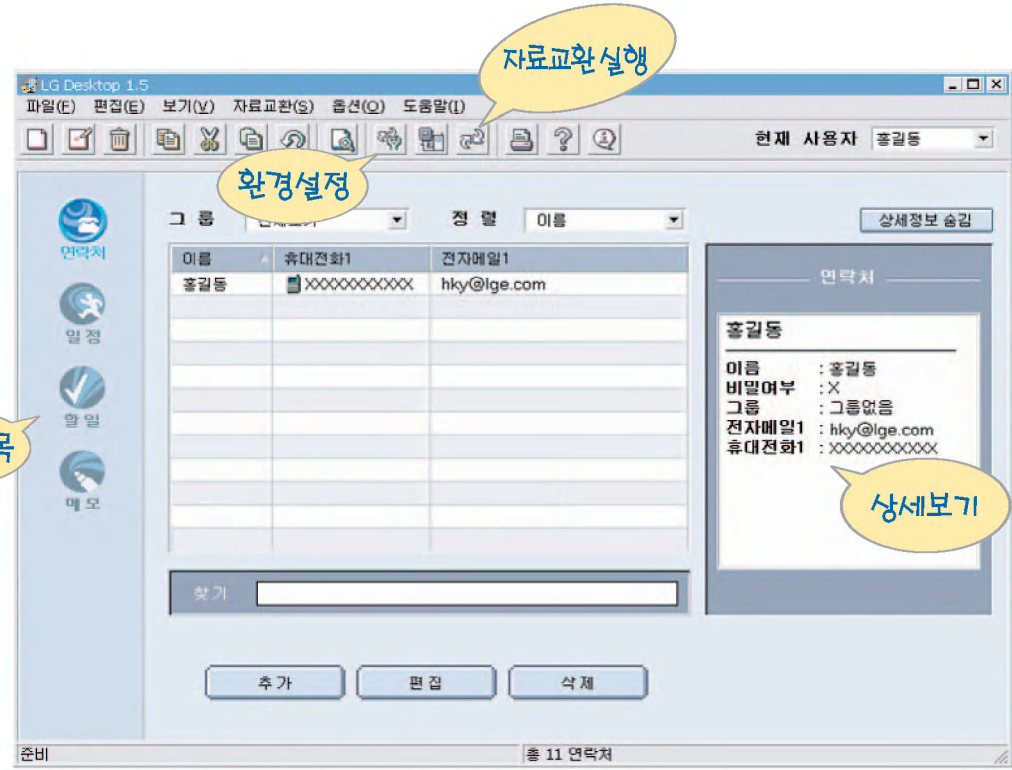 자료교환 실행
LG Desktop 1.5
파일(F) 편집(E) 보기(V) 자료교환(S) 옵션(O) 도움말(I)
현재 사용자 홍길동
환경설정
그룹 전체보기 정렬 이름 상세정보 숨김
연락처
일정
할일
메모
목
이름 휴대전화1 전자메일1
홍길동 XXXXXXXXXXX hky@lge.com
연락처
홍길동
이름 : 홍길동
비밀여부 : X
그룹 : 그룹없음
전자메일1 : hky@lge.com
휴대전화1 : XXXXXXXXXXX
상세보기
찾기
추가 편집 삭제
준비 총 11 연락처